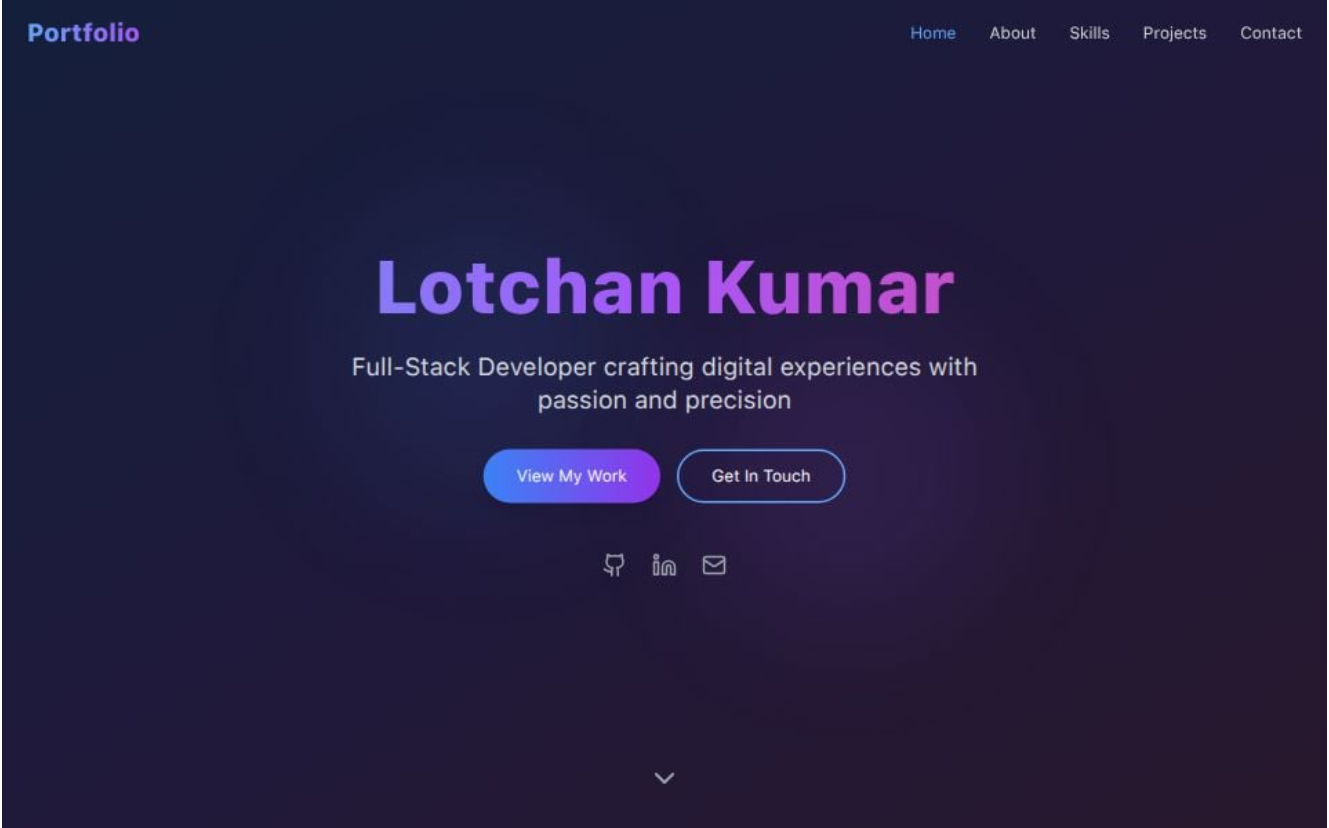 Portfolio
Home About Skills Projects Contact
Lotchan Kumar
Full-Stack Developer crafting digital experiences with
passion and precision
View My Work Get In Touch